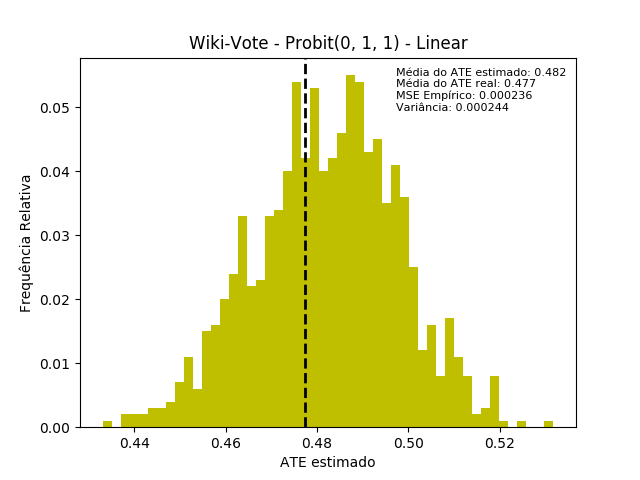 Wiki-Vote - Probit(0, 1, 1) - Linear
Média do ATE estimado: 0.482
Média do ATE real: 0.477
MSE Empírico: 0.000236
Variância: 0.000244
Frequência Relativa
0.05
0.04
0.03
0.02
0.01
0.00
0.44 0.46 0.48 0.50 0.52
ATE estimado